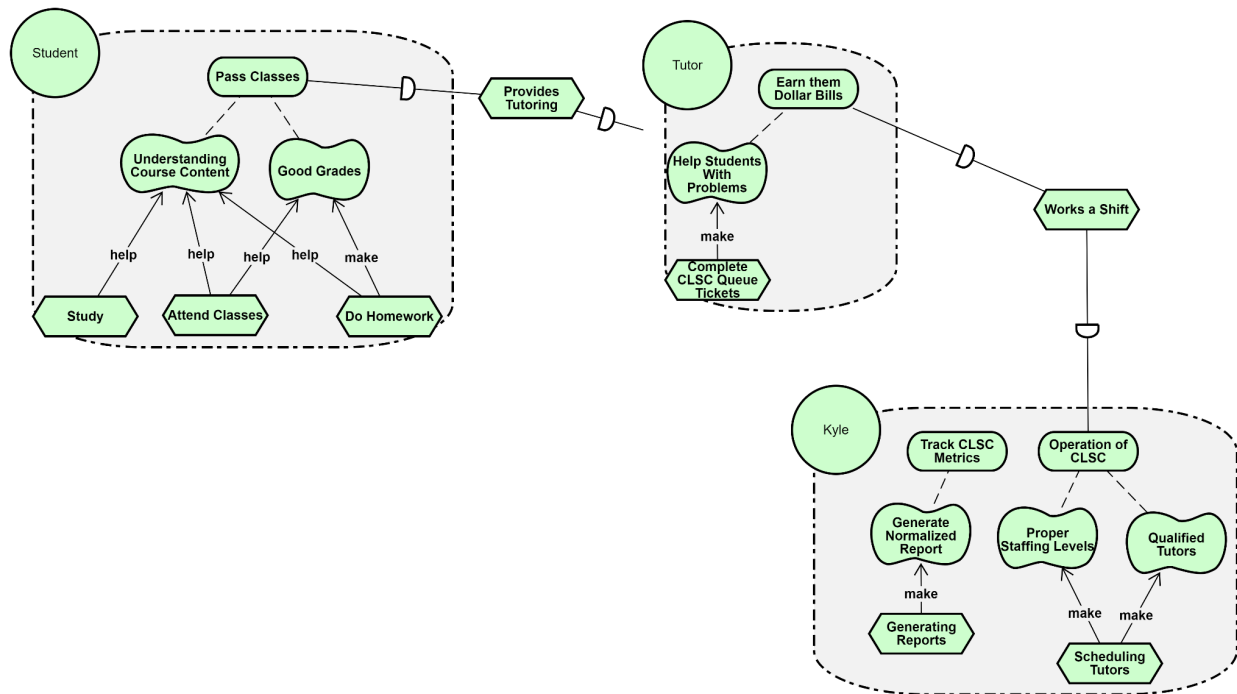 Student
Pass Classes
Understanding
Course Content
Good Grades
help
help
help
help
make
Study
Attend Classes
Do Homework
Provides
Tutoring
Tutor
Earn them
Dollar Bills
Help Students
With
Problems
make
Complete
CLSC Queue
Tickets
Works a Shift
Kyle
Track CLSC
Metrics
Operation of
CLSC
Generate
Normalized
Report
Proper
Staffing Levels
Qualified
Tutors
make
make
make
Generating
Reports
Scheduling
Tutors